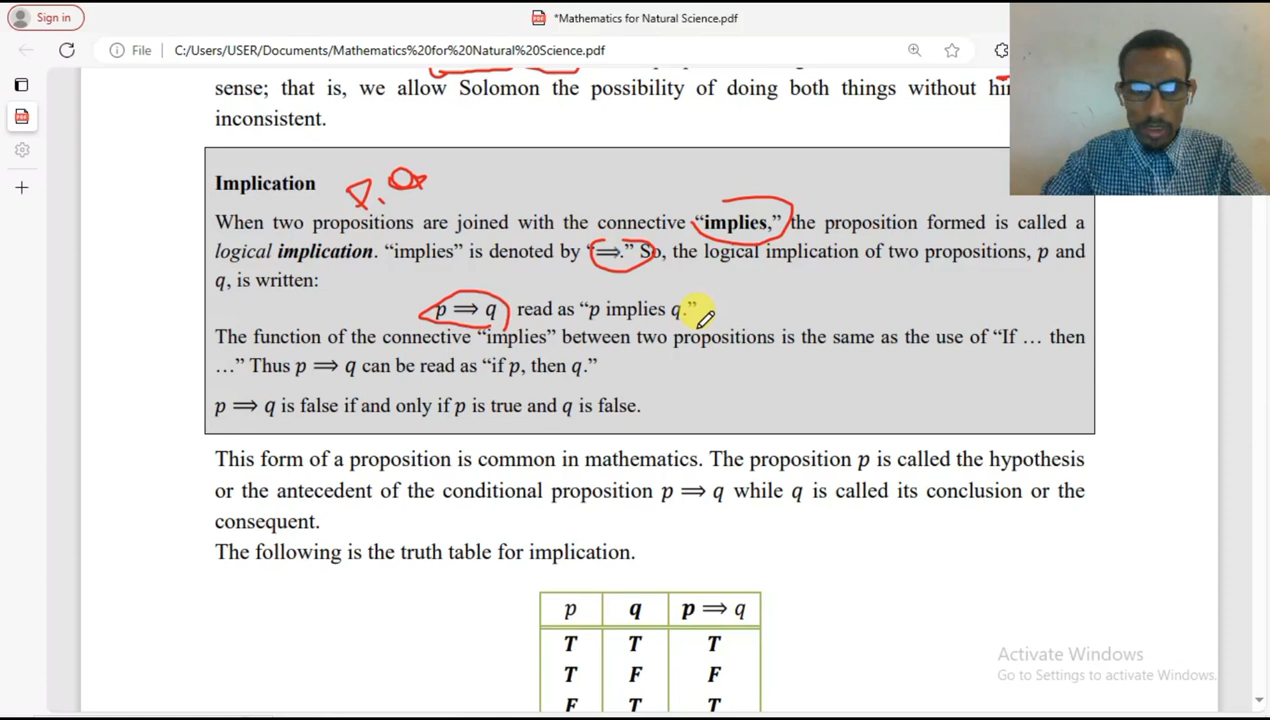 Sign in
*Mathematics for Natural Science.pdf
File C:/Users/USER/Documents/Mathematics%20for%20Natural%20Science.pdf
sense; that is, we allow Solomon the possibility of doing both things without
inconsistent.
Implication
P, Q
When two propositions are joined with the connective “implies,” the proposition formed is called a
logical implication. “implies” is denoted by “⟹.” So, the logical implication of two propositions, p and
q, is written:
p ⟹ q read as “p implies q.”
The function of the connective “implies” between two propositions is the same as the use of “If … then
…” Thus p ⟹ q can be read as “if p, then q.”
p ⟹ q is false if and only if p is true and q is false.
This form of a proposition is common in mathematics. The proposition p is called the hypothesis
or the antecedent of the conditional proposition p ⟹ q while q is called its conclusion or the
consequent.
The following is the truth table for implication.
p q p ⟹ q
T T T
T F F
F T T
Activate Windows
Go to Settings to activate Windows.